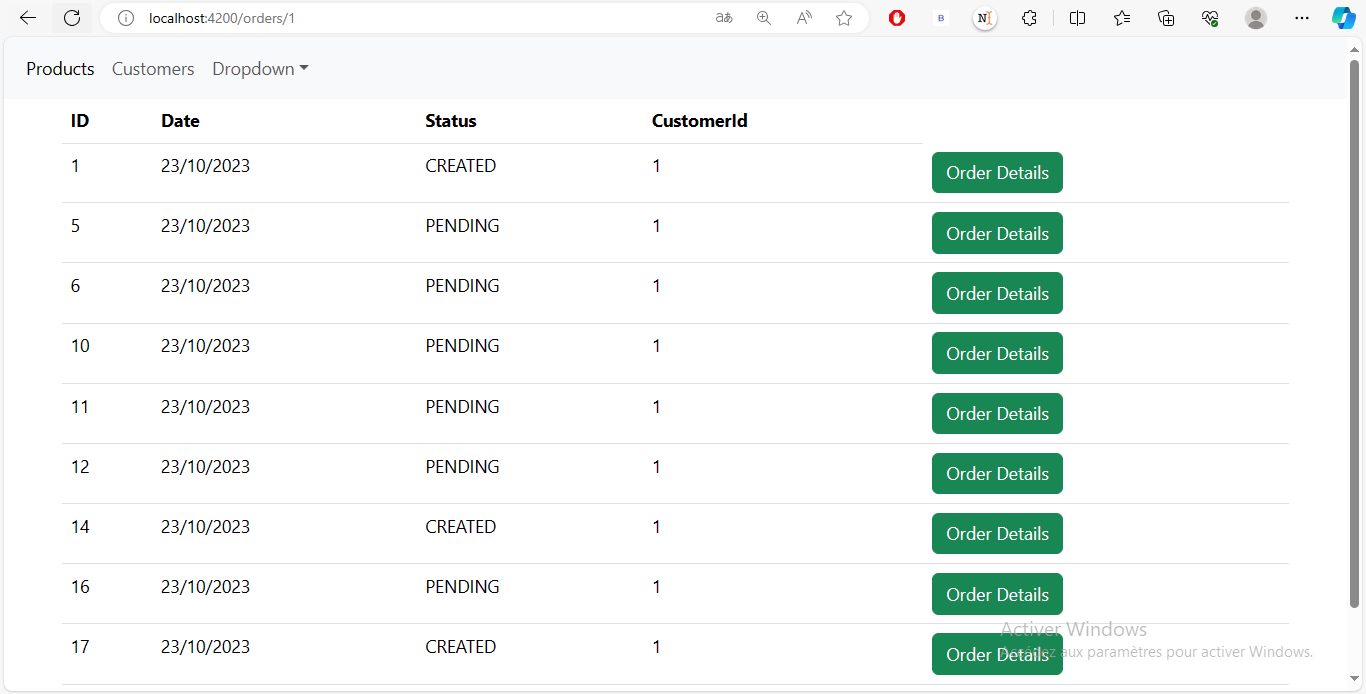 localhost:4200/orders/1
Products Customers Dropdown
ID Date Status CustomerId
1 23/10/2023 CREATED 1 Order Details
5 23/10/2023 PENDING 1 Order Details
6 23/10/2023 PENDING 1 Order Details
10 23/10/2023 PENDING 1 Order Details
11 23/10/2023 PENDING 1 Order Details
12 23/10/2023 PENDING 1 Order Details
14 23/10/2023 CREATED 1 Order Details
16 23/10/2023 PENDING 1 Order Details
Activer Windows
17 23/10/2023 CREATED 1 Order Details
aux paramètres pour activer Windows.